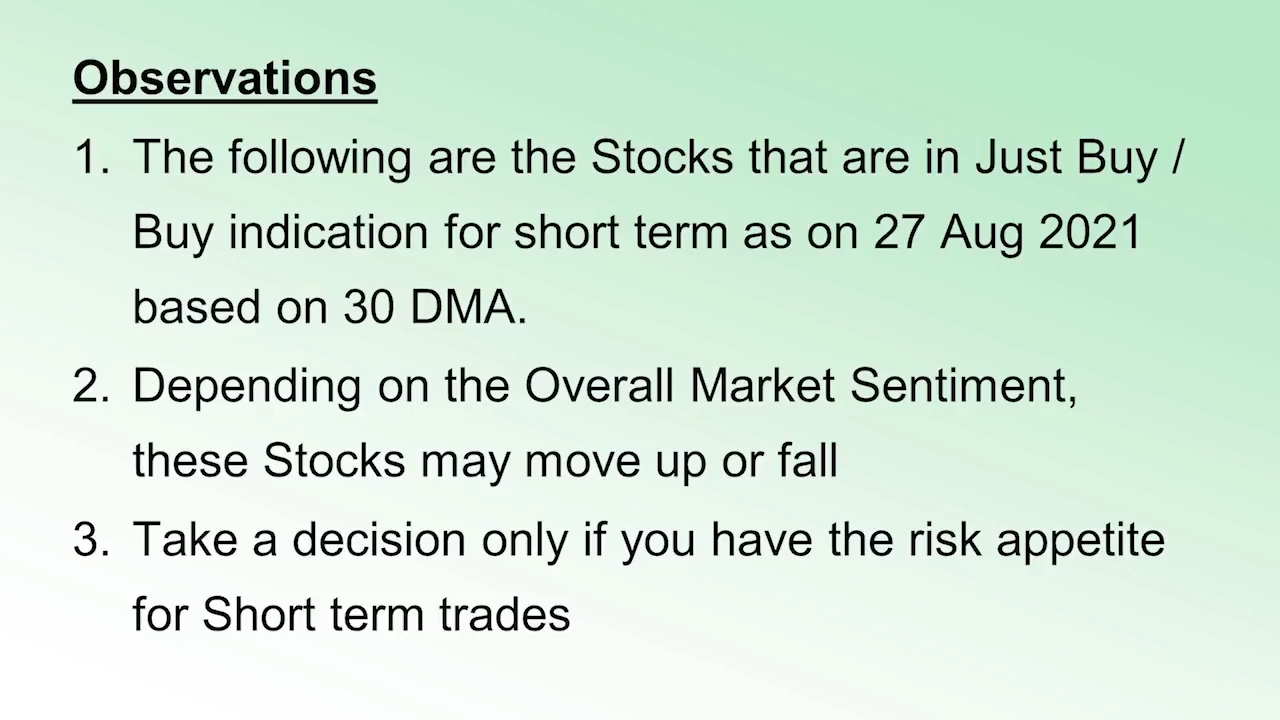 Observations
1. The following are the Stocks that are in Just Buy /
Buy indication for short term as on 27 Aug 2021
based on 30 DMA.
2. Depending on the Overall Market Sentiment,
these Stocks may move up or fall
3. Take a decision only if you have the risk appetite
for Short term trades